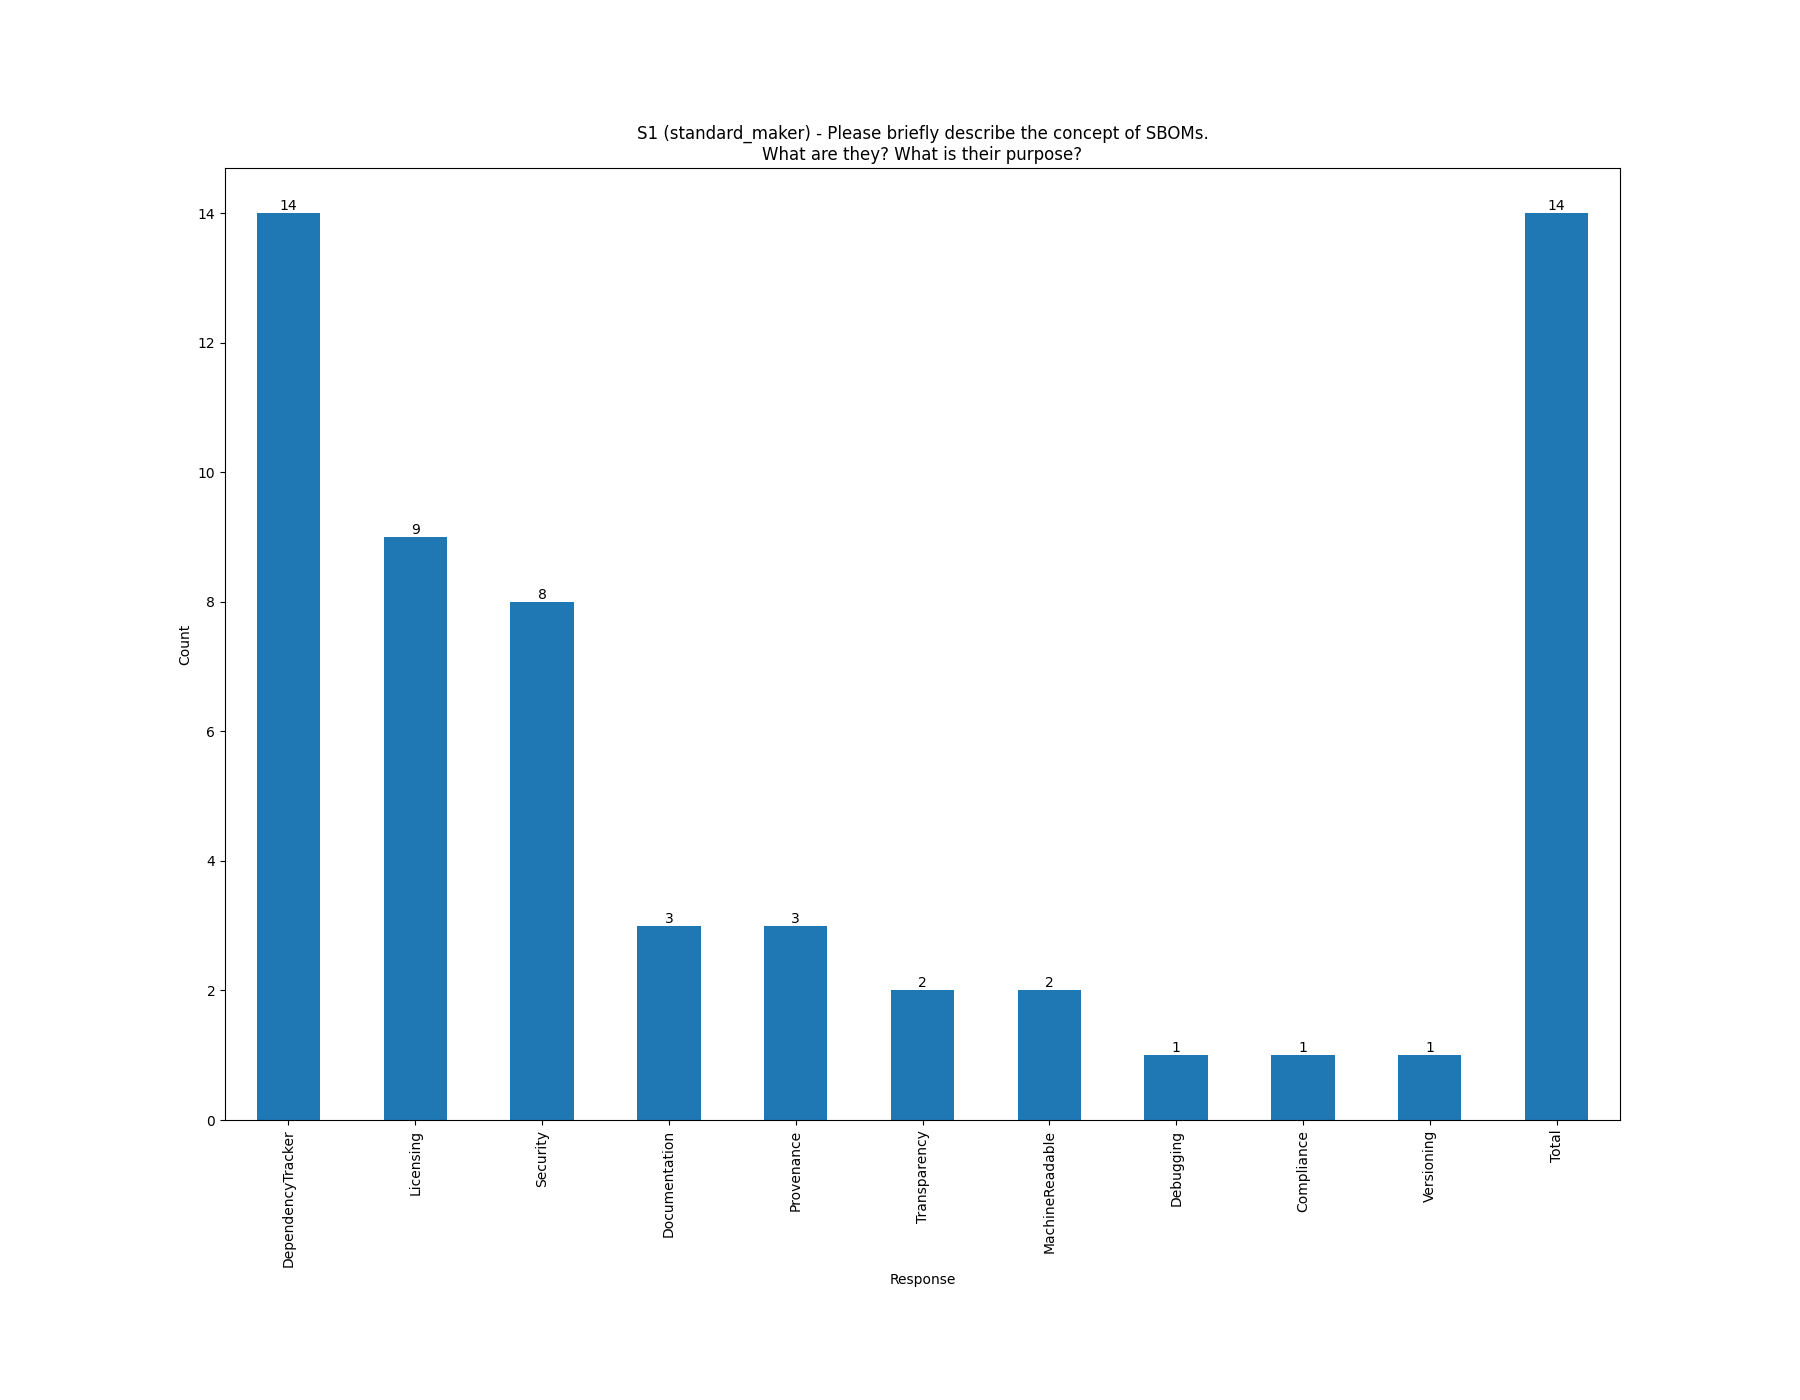 S1 (standard_maker) - Please briefly describe the concept of SBOMs.
What are they? What is their purpose?
Count
14
12
10
8
6
4
2
0
14
9
8
3
3
2
2
1
1
1
14
DependencyTracker
Licensing
Security
Documentation
Provenance
Transparency
MachineReadable
Debugging
Compliance
Versioning
Total
Response